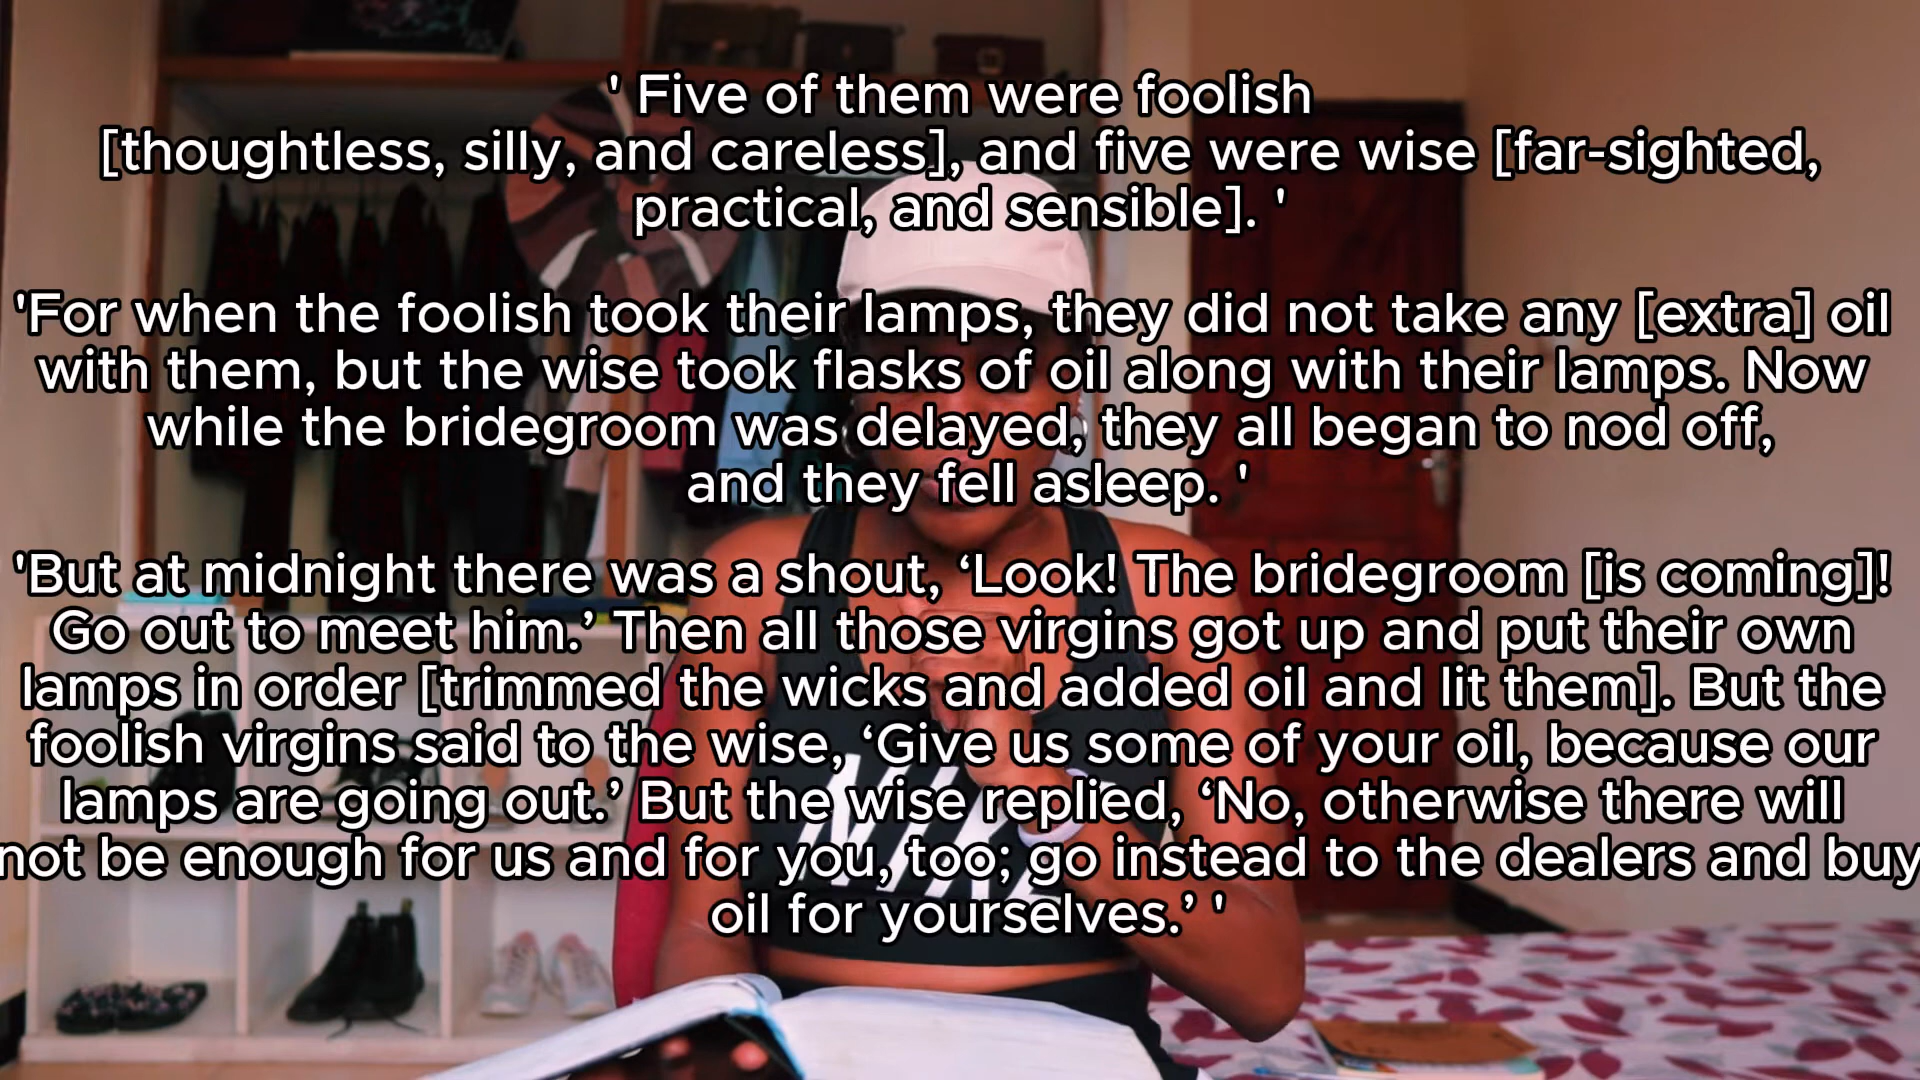 ' Five of them were foolish
[thoughtless, silly, and careless], and five were wise [far-sighted,
practical, and sensible]. '
'For when the foolish took their lamps, they did not take any [extra] oil
with them, but the wise took flasks of oil along with their lamps. Now
while the bridegroom was delayed, they all began to nod off,
and they fell asleep. '
'But at midnight there was a shout, ‘Look! The bridegroom [is coming]!
Go out to meet him.’ Then all those virgins got up and put their own
lamps in order [trimmed the wicks and added oil and lit them]. But the
foolish virgins said to the wise, ‘Give us some of your oil, because our
lamps are going out.’ But the wise replied, ‘No, otherwise there will
not be enough for us and for you, too; go instead to the dealers and buy
oil for yourselves.’ '